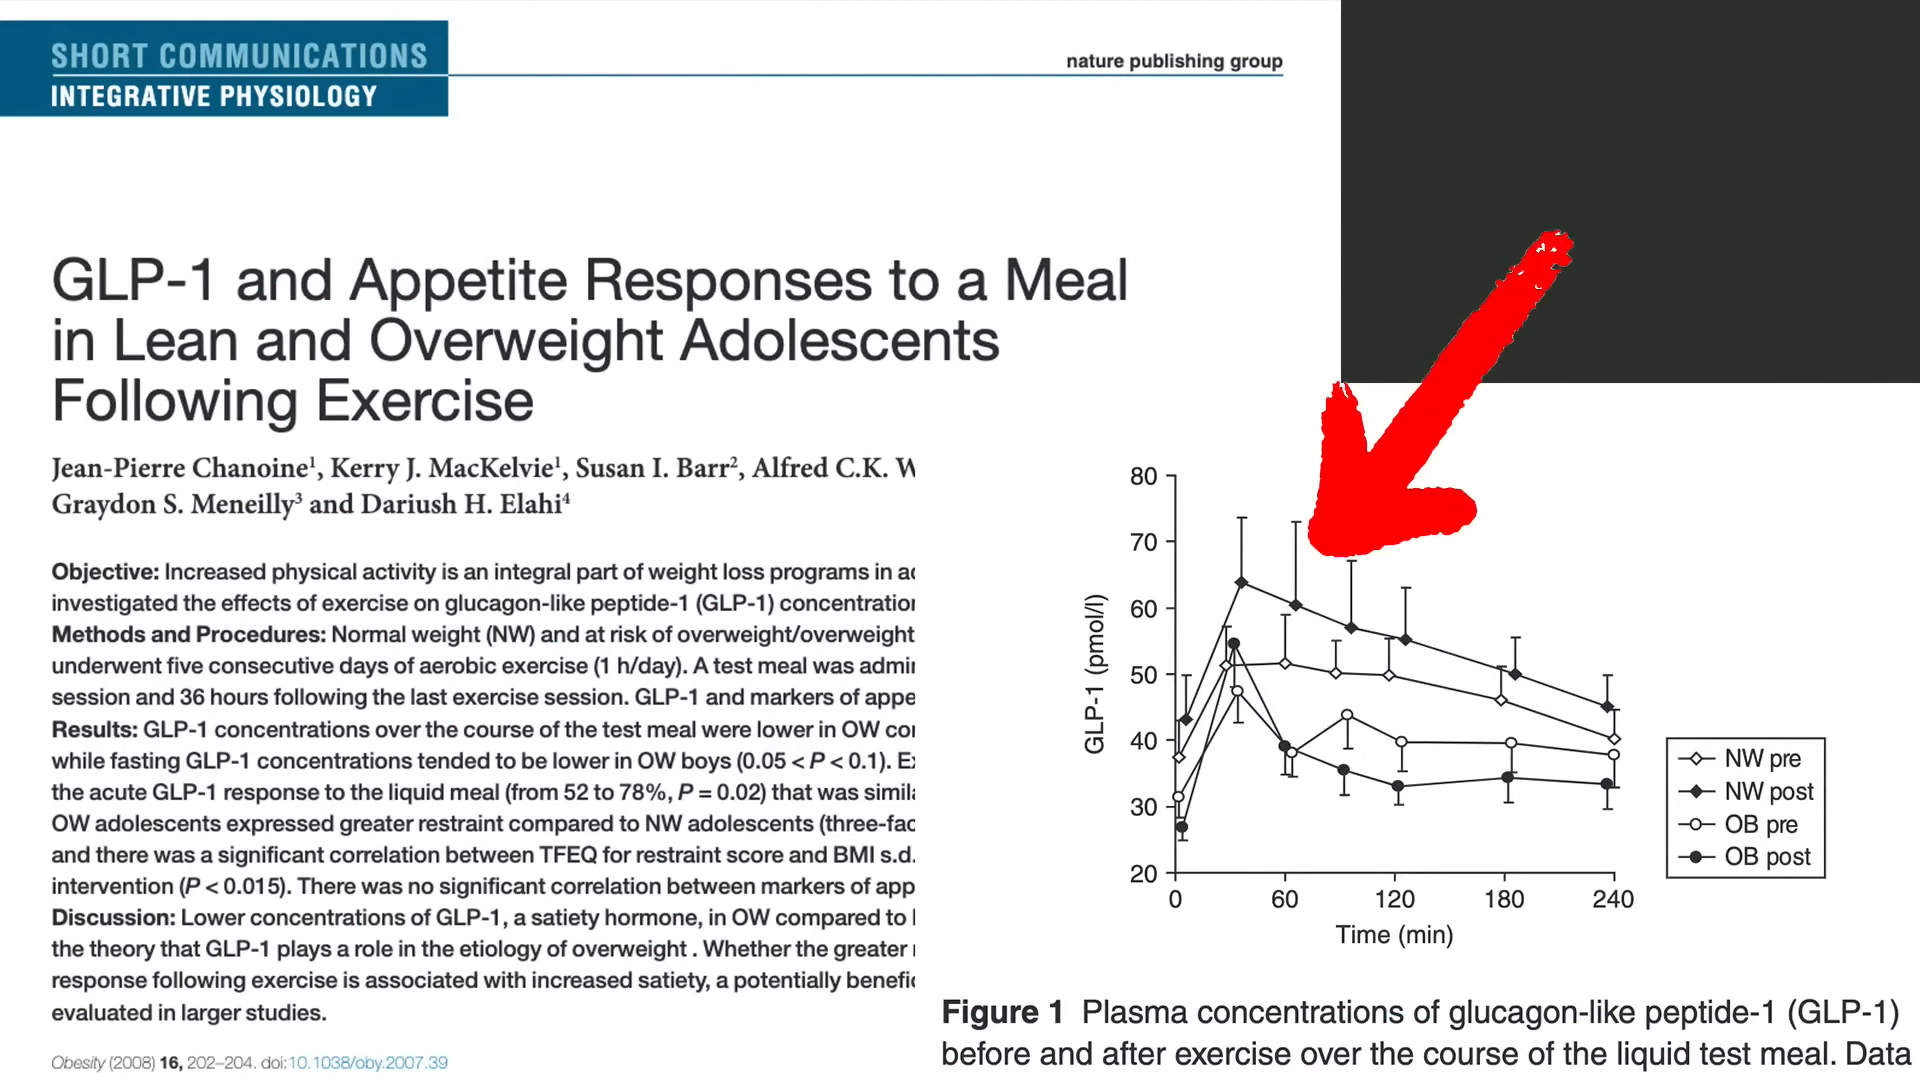 SHORT COMMUNICATIONS
INTEGRATIVE PHYSIOLOGY
nature publishing group
GLP-1 and Appetite Responses to a Meal
in Lean and Overweight Adolescents
Following Exercise
Jean-Pierre Chanoine1, Kerry J. MacKelvie1, Susan I. Barr2, Alfred C.K. W
Graydon S. Meneilly3 and Dariush H. Elahi4
Objective: Increased physical activity is an integral part of weight loss programs in ad
investigated the effects of exercise on glucagon-like peptide-1 (GLP-1) concentration
Methods and Procedures: Normal weight (NW) and at risk of overweight/overweight
underwent five consecutive days of aerobic exercise (1 h/day). A test meal was admin
session and 36 hours following the last exercise session. GLP-1 and markers of appe
Results: GLP-1 concentrations over the course of the test meal were lower in OW co
while fasting GLP-1 concentrations tended to be lower in OW boys (0.05 < P < 0.1). Ex
the acute GLP-1 response to the liquid meal (from 52 to 78%, P = 0.02) that was simila
OW adolescents expressed greater restraint compared to NW adolescents (three-fac
and there was a significant correlation between TFEQ for restraint score and BMI s.d.
intervention (P < 0.015). There was no significant correlation between markers of app
Discussion: Lower concentrations of GLP-1, a satiety hormone, in OW compared to
the theory that GLP-1 plays a role in the etiology of overweight . Whether the greater
response following exercise is associated with increased satiety, a potentially benefic
evaluated in larger studies.
Obesity (2008) 16, 202–204. doi:10.1038/oby.2007.39
80
70
60
50
40
30
20
GLP-1 (pmol/l)
0 60 120 180 240
Time (min)
NW pre
NW post
OB pre
OB post
Figure 1 Plasma concentrations of glucagon-like peptide-1 (GLP-1)
before and after exercise over the course of the liquid test meal. Data